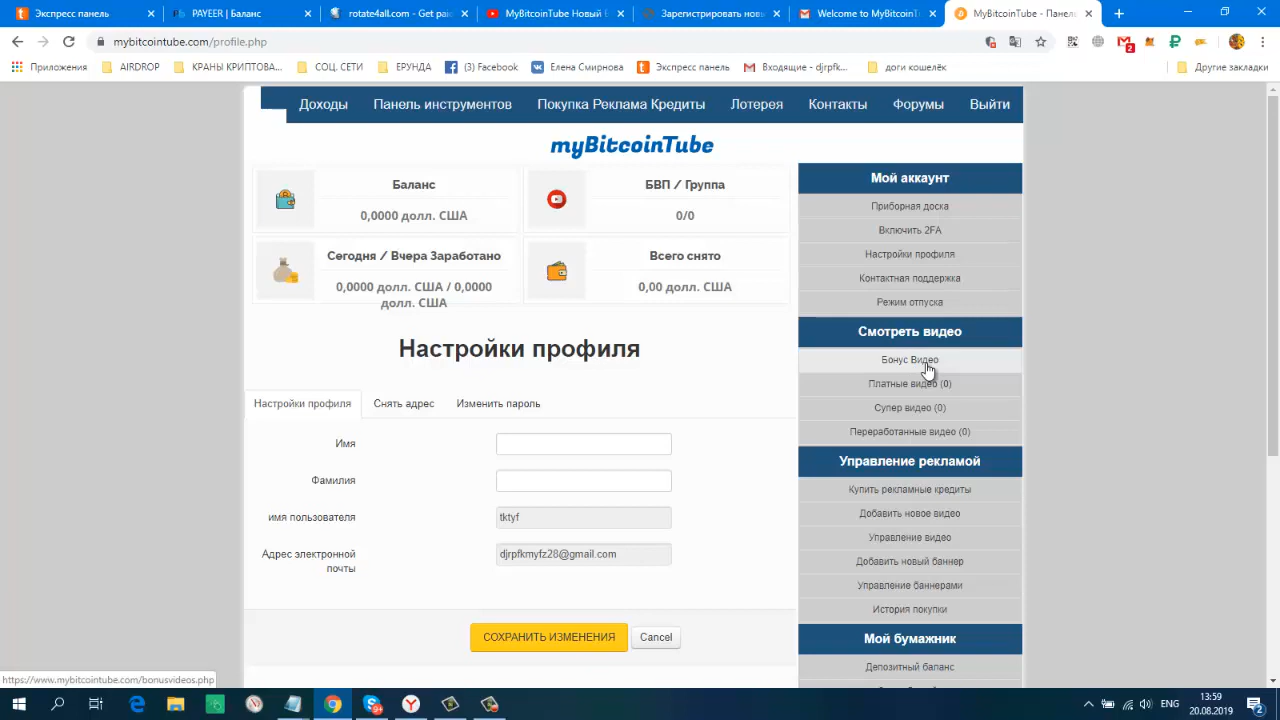 Экспресс панель
PAYEER | Баланс
rotate4all.com - Get paid
MyBitcoinTube Новый Б
Зарегистрировать новы
Welcome to MyBitcoinT
MyBitcoinTube - Панель
mybitcointube.com/profile.php
2
Приложения
AIRDROP
КРАНЫ КРИПТОВА...
СОЦ. СЕТИ
ЕРУНДА
(3) Facebook
Елена Смирнова
Экспресс панель
Входящие - djrpfk...
доги кошелёк
Другие закладки
Доходы
Панель инструментов
Покупка Реклама Кредиты
Лотерея
Контакты
Форумы
Выйти
myBitcoinTube
Баланс
0,0000 долл. США
БВП / Группа
0/0
Сегодня / Вчера Заработано
0,0000 долл. США / 0,0000
долл. США
Всего снято
0,00 долл. США
Настройки профиля
Настройки профиля
Снять адрес
Изменить пароль
Имя
Фамилия
имя пользователя
tktyf
Адрес электронной
почты
djrpfkmyfz28@gmail.com
СОХРАНИТЬ ИЗМЕНЕНИЯ
Cancel
Мой аккаунт
Приборная доска
Включить 2FA
Настройки профиля
Контактная поддержка
Режим отпуска
Смотреть видео
Бонус Видео
Платные видео (0)
Супер видео (0)
Переработанные видео (0)
Управление рекламой
Купить рекламные кредиты
Добавить новое видео
Управление видео
Добавить новый баннер
Управление баннерами
История покупки
Мой бумажник
Депозитный баланс
https://www.mybitcointube.com/bonusvideos.php
ENG
13:59
20.08.2019
2